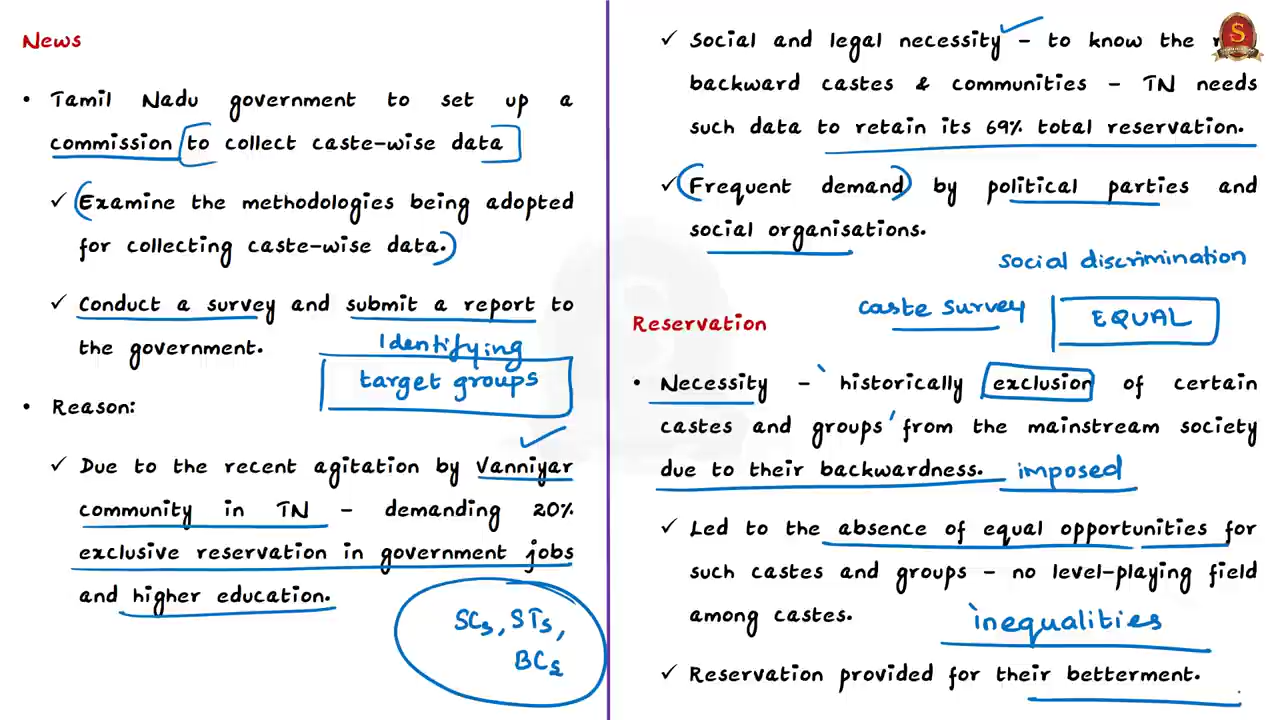 News
• Tamil Nadu government to set up a
commission [to collect caste-wise data]
✓ (Examine the methodologies being adopted
for collecting caste-wise data.)
✓ Conduct a survey and submit a report to
the government.
Identifying
target groups
• Reason:
✓ Due to the recent agitation by Vanniyar
community in TN - demanding 20%
exclusive reservation in government jobs
and higher education.
SCs, STs,
BCs
✓ Social and legal necessity - to know the
backward castes & communities - TN needs
such data to retain its 69% total reservation.
✓ (Frequent demand) by political parties and
social organisations.
social discrimination
caste survey
EQUAL
Reservation
• Necessity - ‘historically exclusion of certain
castes and groups’ from the mainstream society
due to their backwardness. imposed
✓ Led to the absence of equal opportunities for
such castes and groups - no level-playing field
among castes.
inequalities
✓ Reservation provided for their betterment.
S